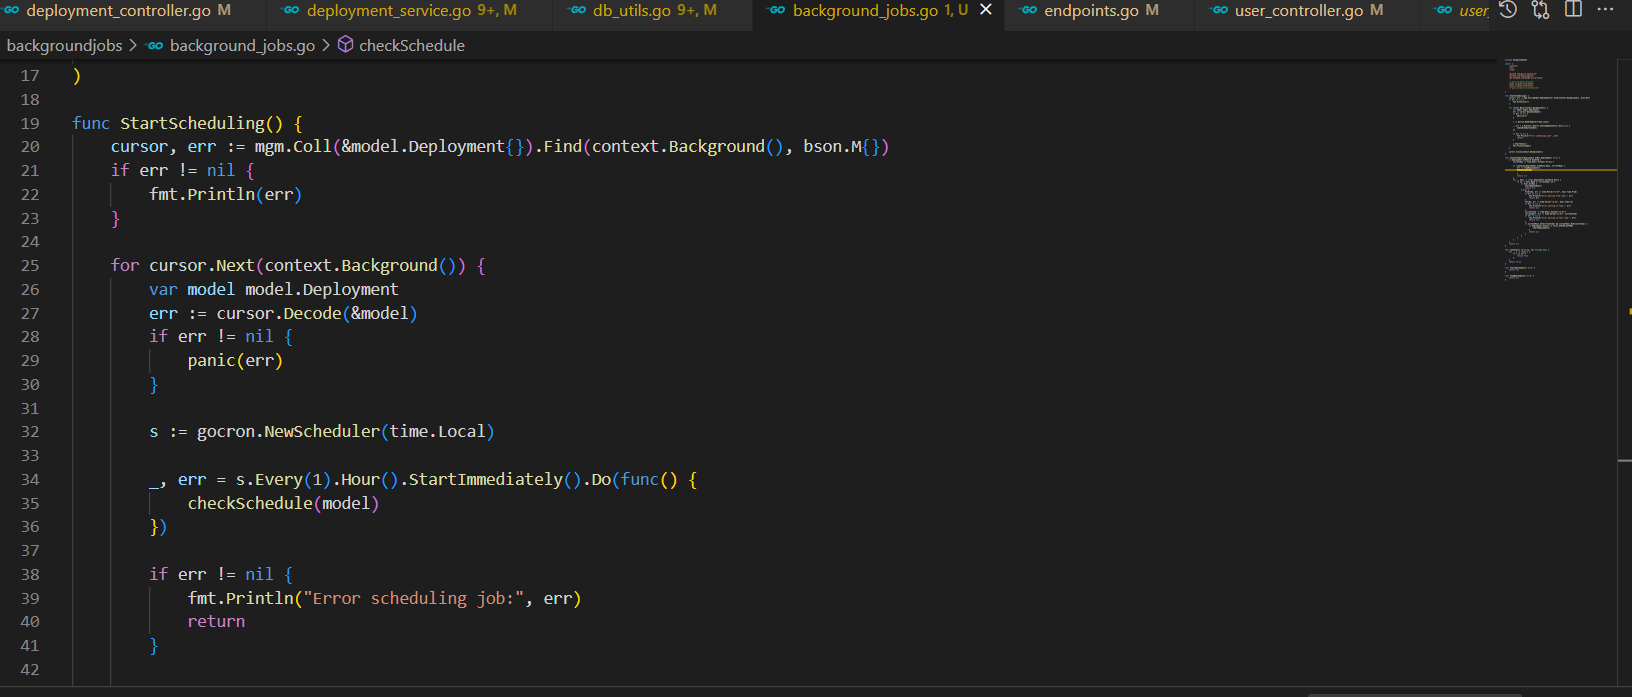 deployment_controller.go M deployment_service.go 9+, M db_utils.go 9+, M background_jobs.go 1, U endpoints.go M user_controller.go M user
backgroundjobs > background_jobs.go > checkSchedule
17 )
18
19 func StartScheduling() {
20 cursor, err := mgm.Coll(&model.Deployment{}).Find(context.Background(), bson.M{})
21 if err != nil {
22 fmt.Println(err)
23 }
24
25 for cursor.Next(context.Background()) {
26 var model model.Deployment
27 err := cursor.Decode(&model)
28 if err != nil {
29 panic(err)
30 }
31
32 s := gocron.NewScheduler(time.Local)
33
34 _, err = s.Every(1).Hour().StartImmediately().Do(func() {
35 checkSchedule(model)
36 })
37
38 if err != nil {
39 fmt.Println("Error scheduling job:", err)
40 return
41 }
42